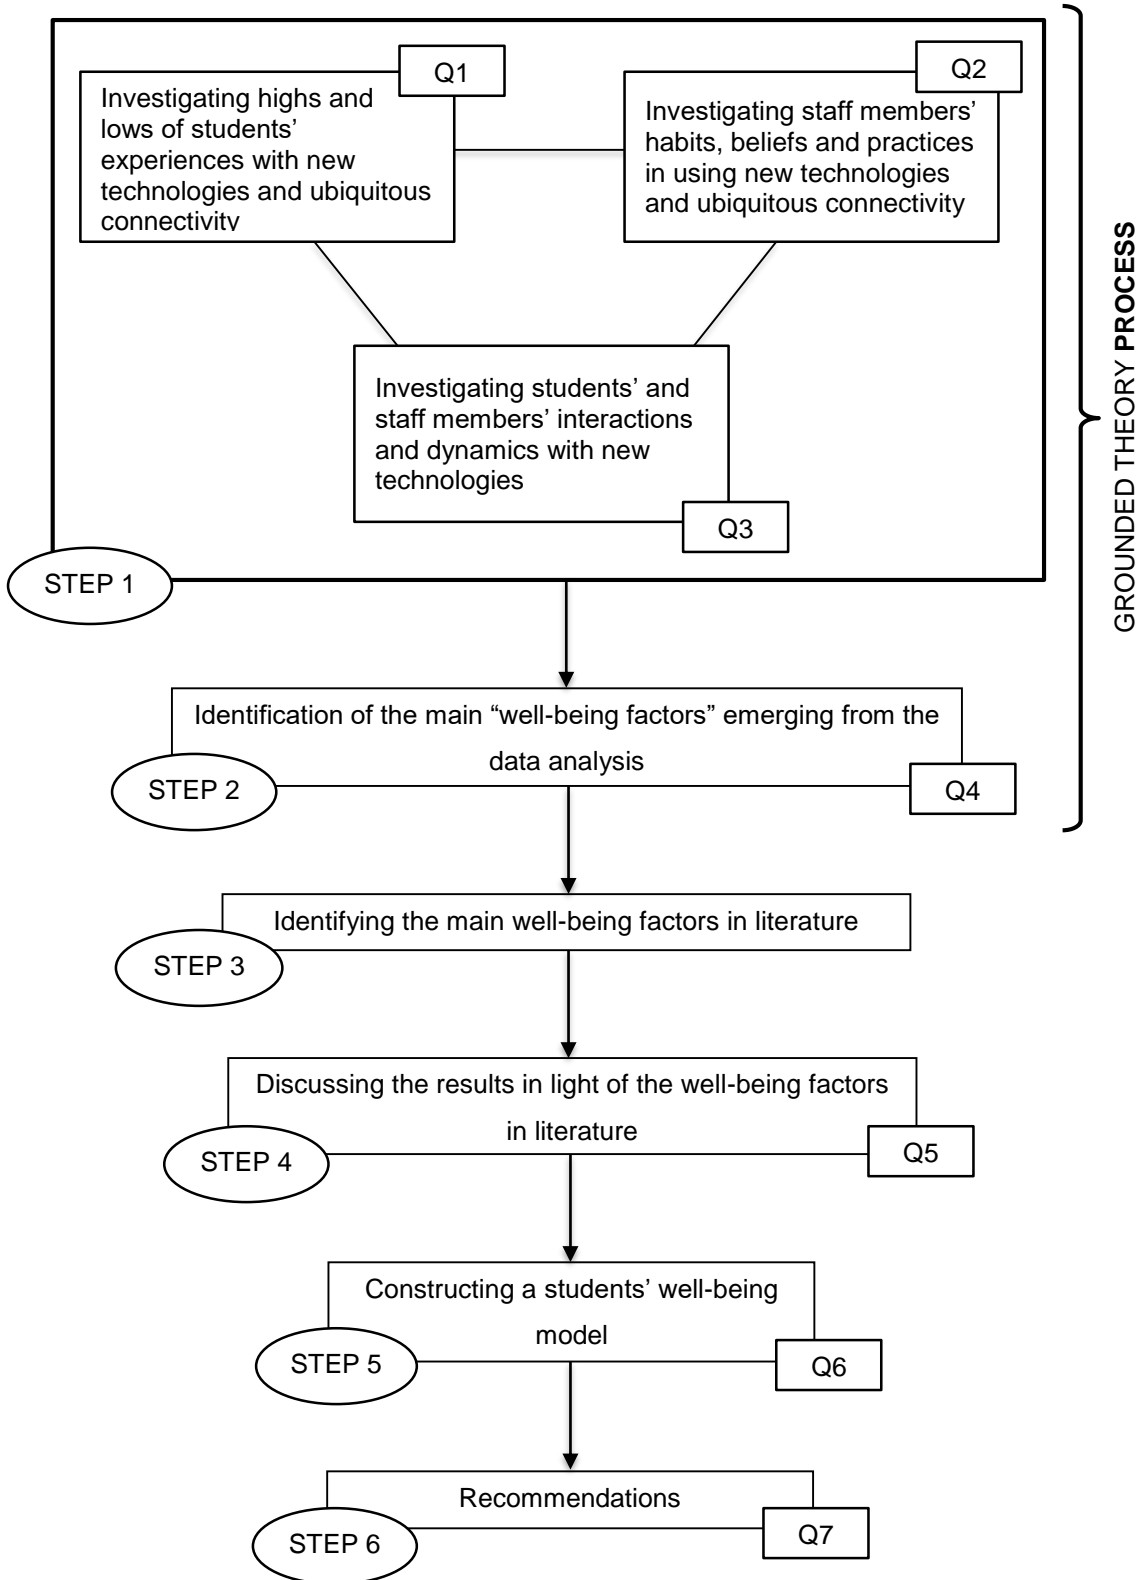 Q1
Investigating highs and
lows of students’
experiences with new
technologies and ubiquitous
connectivity
Q2
Investigating staff members’
habits, beliefs and practices
in using new technologies
and ubiquitous connectivity
Investigating students’ and
staff members’ interactions
and dynamics with new
technologies
Q3
STEP 1
GROUNDED THEORY PROCESS
Identification of the main “well-being factors” emerging from the
data analysis
STEP 2
Q4
Identifying the main well-being factors in literature
STEP 3
Discussing the results in light of the well-being factors
in literature
STEP 4
Q5
Constructing a students’ well-being
model
STEP 5
Q6
Recommendations
STEP 6
Q7